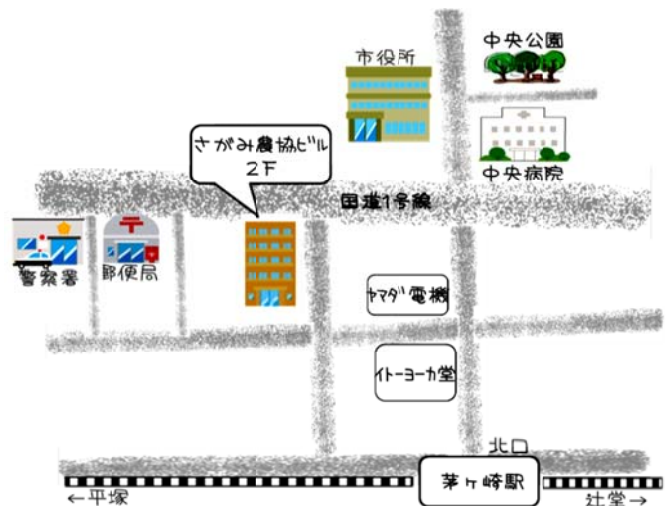 中央公園
市役所
さがみ農協ビル
2F
中央病院
国道1号線
警察署
郵便局
ヤマダ電機
イトーヨーカ堂
北口
茅ヶ崎駅
←平塚
辻堂→